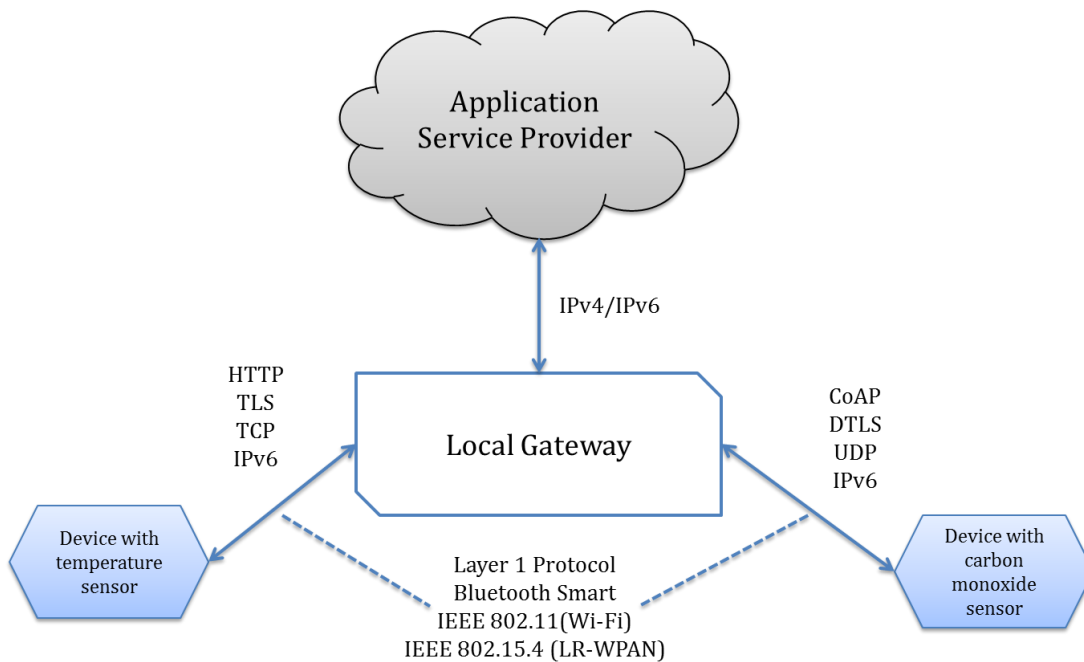 Application
Service Provider
IPv4/IPv6
HTTP
TLS
TCP
IPv6
Local Gateway
CoAP
DTLS
UDP
IPv6
Device with
temperature
sensor
Layer 1 Protocol
Bluetooth Smart
IEEE 802.11(Wi-Fi)
IEEE 802.15.4 (LR-WPAN)
Device with
carbon
monoxide
sensor